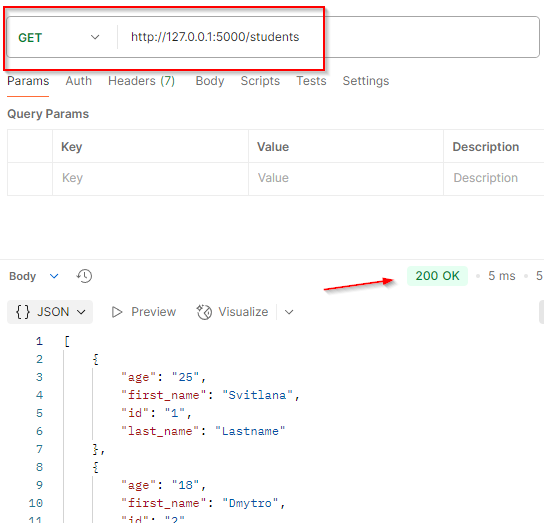 GET http://127.0.0.1:5000/students
Params Auth Headers (7) Body Scripts Tests Settings
Query Params
Key Value Description
Key Value Description
Body 200 OK • 5 ms • 5
{} JSON Preview Visualize
1 [
2 {
3 "age": "25",
4 "first_name": "Svitlana",
5 "id": "1",
6 "last_name": "Lastname"
7 },
8 {
9 "age": "18",
10 "first_name": "Dmytro",
11 "id": "2"